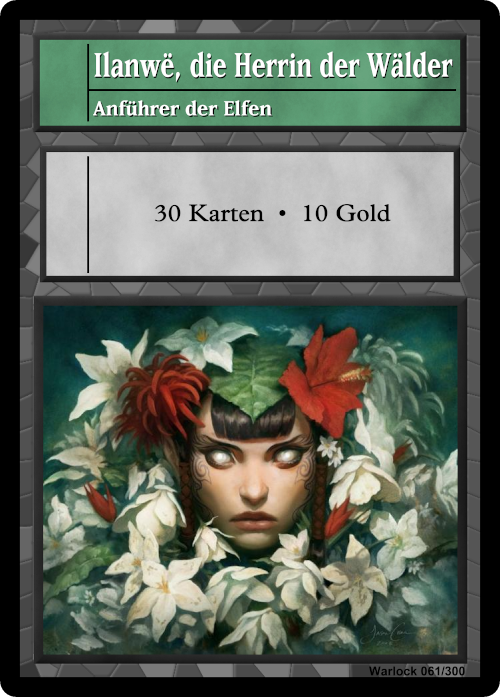 Ilanwë, die Herrin der Wälder
Anführer der Elfen
30 Karten • 10 Gold
Warlock 061/300